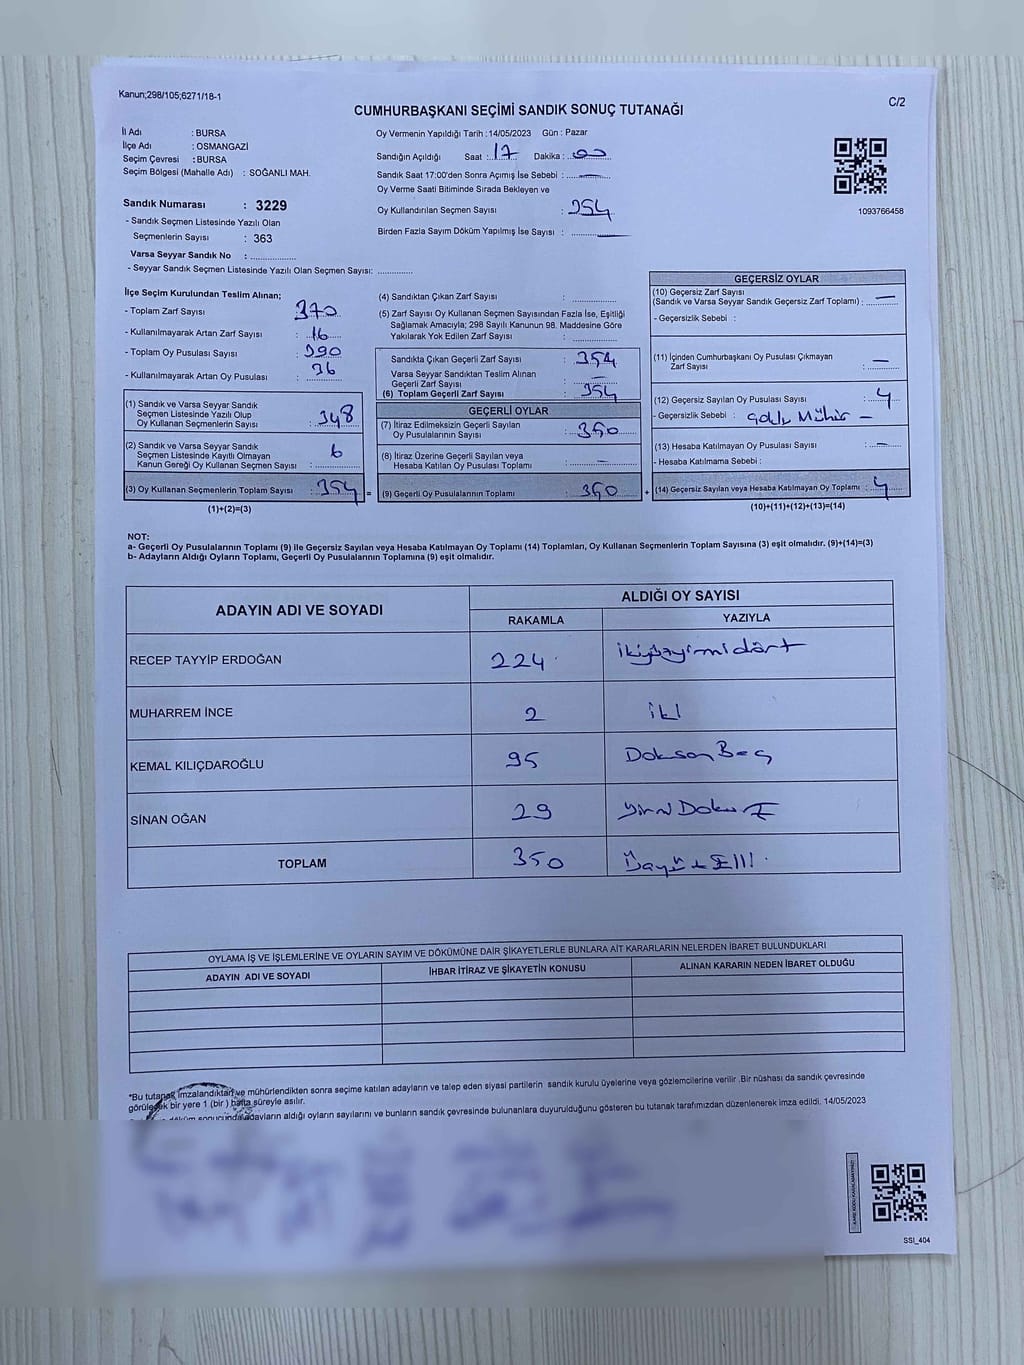 Kanun;298/105;6271/18-1
C/2
CUMHURBAŞKANI SEÇİMİ SANDIK SONUÇ TUTANAĞI
İl Adı : BURSA
İlçe Adı : OSMANGAZİ
Seçim Çevresi : BURSA
Seçim Bölgesi (Mahalle Adı) : SOĞANLI MAH.
Sandık Numarası : 3229
- Sandık Seçmen Listesinde Yazılı Olan
Seçmenlerin Sayısı : 363
Varsa Seyyar Sandık No : ..............
- Seyyar Sandık Seçmen Listesinde Yazılı Olan Seçmen Sayısı: ............
Oy Vermenin Yapıldığı Tarih : 14/05/2023 Gün : Pazar
Sandığın Açıldığı Saat : 17 Dakika : 00
Sandık Saat 17:00'den Sonra Açımış İse Sebebi : —
Oy Verme Saati Bitiminde Sırada Bekleyen ve
Oy Kullandırılan Seçmen Sayısı : 354
Birden Fazla Sayım Döküm Yapılmış İse Sayısı : —
1093766458
İlçe Seçim Kurulundan Teslim Alınan;
- Toplam Zarf Sayısı : 370
- Kullanılmayarak Artan Zarf Sayısı : 16
- Toplam Oy Pusulası Sayısı : 390
- Kullanılmayarak Artan Oy Pusulası : 36
(1) Sandık ve Varsa Seyyar Sandık
Seçmen Listesinde Yazılı Olup
Oy Kullanan Seçmenlerin Sayısı : 348
(2) Sandık ve Varsa Seyyar Sandık
Seçmen Listesinde Kayıtlı Olmayan
Kanun Gereği Oy Kullanan Seçmen Sayısı : 6
(3) Oy Kullanan Seçmenlerin Toplam Sayısı : 354 =
(1)+(2)=(3)
(4) Sandıktan Çıkan Zarf Sayısı : ..............
(5) Zarf Sayısı Oy Kullanan Seçmen Sayısından Fazla İse, Eşitliği
Sağlamak Amacıyla; 298 Sayılı Kanunun 98. Maddesine Göre
Yakılarak Yok Edilen Zarf Sayısı : ..............
Sandıkta Çıkan Geçerli Zarf Sayısı : 354
Varsa Seyyar Sandıktan Teslim Alınan
Geçerli Zarf Sayısı : —
(6) Toplam Geçerli Zarf Sayısı : 354
GEÇERLİ OYLAR
(7) İtiraz Edilmeksizin Geçerli Sayılan
Oy Pusulalarının Sayısı : 350
(8) İtiraz Üzerine Geçerli Sayılan veya
Hesaba Katılan Oy Pusulası Toplamı : —
(9) Geçerli Oy Pusulalarının Toplamı : 350 +
GEÇERSİZ OYLAR
(10) Geçersiz Zarf Sayısı
(Sandık ve Varsa Seyyar Sandık Geçersiz Zarf Toplamı) : —
- Geçersizlik Sebebi :
(11) İçinden Cumhurbaşkanı Oy Pusulası Çıkmayan
Zarf Sayısı : —
(12) Geçersiz Sayılan Oy Pusulası Sayısı : 4
- Geçersizlik Sebebi : Mühür —
(13) Hesaba Katılmayan Oy Pusulası Sayısı : —
- Hesaba Katılmama Sebebi :
(14) Geçersiz Sayılan veya Hesaba Katılmayan Oy Toplamı : 4
(10)+(11)+(12)+(13)=(14)
NOT:
a- Geçerli Oy Pusulalarının Toplamı (9) ile Geçersiz Sayılan veya Hesaba Katılmayan Oy Toplamı (14) Toplamları, Oy Kullanan Seçmenlerin Toplam Sayısına (3) eşit olmalıdır. (9)+(14)=(3)
b- Adayların Aldığı Oyların Toplamı, Geçerli Oy Pusulalarının Toplamına (9) eşit olmalıdır.
ADAYIN ADI VE SOYADI ALDIĞI OY SAYISI
RAKAMLA YAZIYLA
RECEP TAYYİP ERDOĞAN 224 ikiyüzyirmidört
MUHARREM İNCE 2 iki
KEMAL KILIÇDAROĞLU 95 Doksan Beş
SİNAN OĞAN 29 Yirmi Dokuz
TOPLAM 350 Üçyüz Elli
OYLAMA İŞ VE İŞLEMLERİNE VE OYLARIN SAYIM VE DÖKÜMÜNE DAİR ŞİKAYETLERLE BUNLARA AİT KARARLARIN NELERDEN İBARET BULUNDUKLARI
ADAYIN ADI VE SOYADI İHBAR İTİRAZ VE ŞİKAYETİN KONUSU ALINAN KARARIN NEDEN İBARET OLDUĞU
*Bu tutanak imzalandıktan ve mühürlendikten sonra seçime katılan adayların ve talep eden siyasi partilerin sandık kurulu üyelerine veya gözlemcilerine verilir .Bir nüshası da sandık çevresinde
görülecek bir yere 1 (bir ) hafta süreyle asılır.
döküm sonucunda adayların aldığı oyların sayılarını ve bunların sandık çevresinde bulunanlara duyurulduğunu gösteren bu tutanak tarafımızdan düzenlenerek imza edildi. 14/05/2023
SSI_404